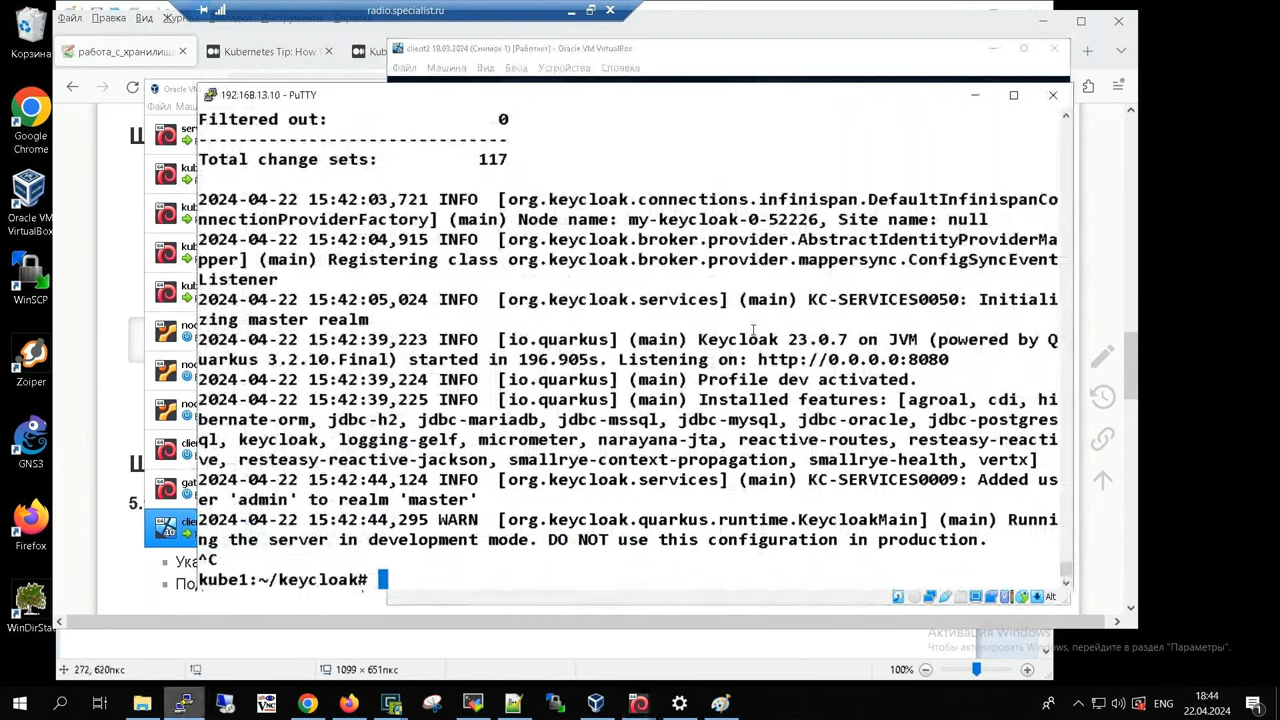 Корзина
Google
Chrome
Oracle VM
VirtualBox
WinSCP
Zoiper
GNS3
Firefox
WinDirStat
Файл
Правка
Вид
radio.specialist.ru
работа_с_хранилища
Kubernetes Tip: How
client2 18.03.2024 (Снимок 1) [Работает] - Oracle VM VirtualBox
Файл Машина Вид Ввод Устройства Справка
192.168.13.10 - PuTTY
Filtered out: 0
-------------------------------
Total change sets: 117
2024-04-22 15:42:03,721 INFO [org.keycloak.connections.infinispan.DefaultInfinispanCo
nnectionProviderFactory] (main) Node name: my-keycloak-0-52226, Site name: null
2024-04-22 15:42:04,915 INFO [org.keycloak.broker.provider.AbstractIdentityProviderMa
pper] (main) Registering class org.keycloak.broker.provider.mappersync.ConfigSyncEvent
Listener
2024-04-22 15:42:05,024 INFO [org.keycloak.services] (main) KC-SERVICES0050: Initiali
zing master realm
2024-04-22 15:42:39,223 INFO [io.quarkus] (main) Keycloak 23.0.7 on JVM (powered by Q
uarkus 3.2.10.Final) started in 196.905s. Listening on: http://0.0.0.0:8080
2024-04-22 15:42:39,224 INFO [io.quarkus] (main) Profile dev activated.
2024-04-22 15:42:39,225 INFO [io.quarkus] (main) Installed features: [agroal, cdi, hi
bernate-orm, jdbc-h2, jdbc-mariadb, jdbc-mssql, jdbc-mysql, jdbc-oracle, jdbc-postgres
ql, keycloak, logging-gelf, micrometer, narayana-jta, reactive-routes, resteasy-reacti
ve, resteasy-reactive-jackson, smallrye-context-propagation, smallrye-health, vertx]
2024-04-22 15:42:44,124 INFO [org.keycloak.services] (main) KC-SERVICES0009: Added us
er 'admin' to realm 'master'
2024-04-22 15:42:44,295 WARN [org.keycloak.quarkus.runtime.KeycloakMain] (main) Runni
ng the server in development mode. DO NOT use this configuration in production.
^C
kube1:~/keycloak#
Alt
Активация Windows
Чтобы активировать Windows, перейдите в раздел "Параметры".
272, 620пкс
1099 × 651пкс
100%
ENG
18:44
22.04.2024